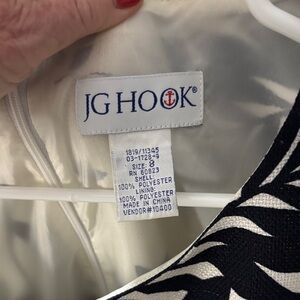 JG HOOK®
1819/11345
03-1728-9
SIZE: 8
RN 60823
SHELL:
100% POLYESTER
LINING:
100% POLYESTER
MADE IN CHINA
VENDOR#10400